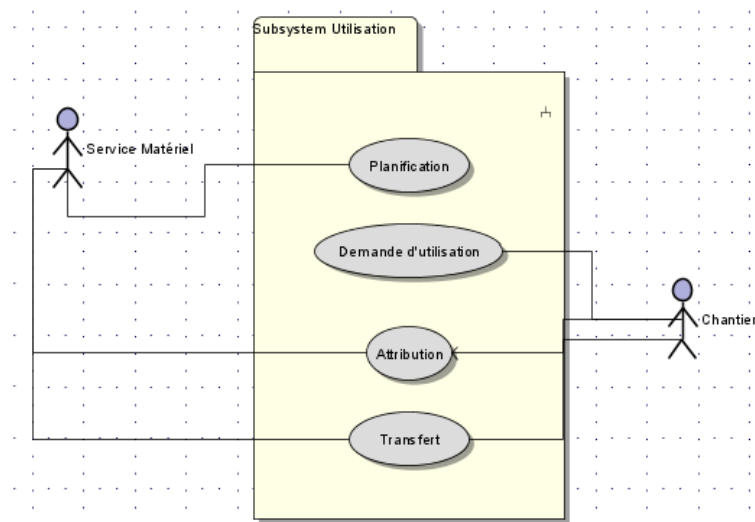 Subsystem Utilisation
Service Matériel
Planification
Demande d'utilisation
Chantier
Attribution
Transfert